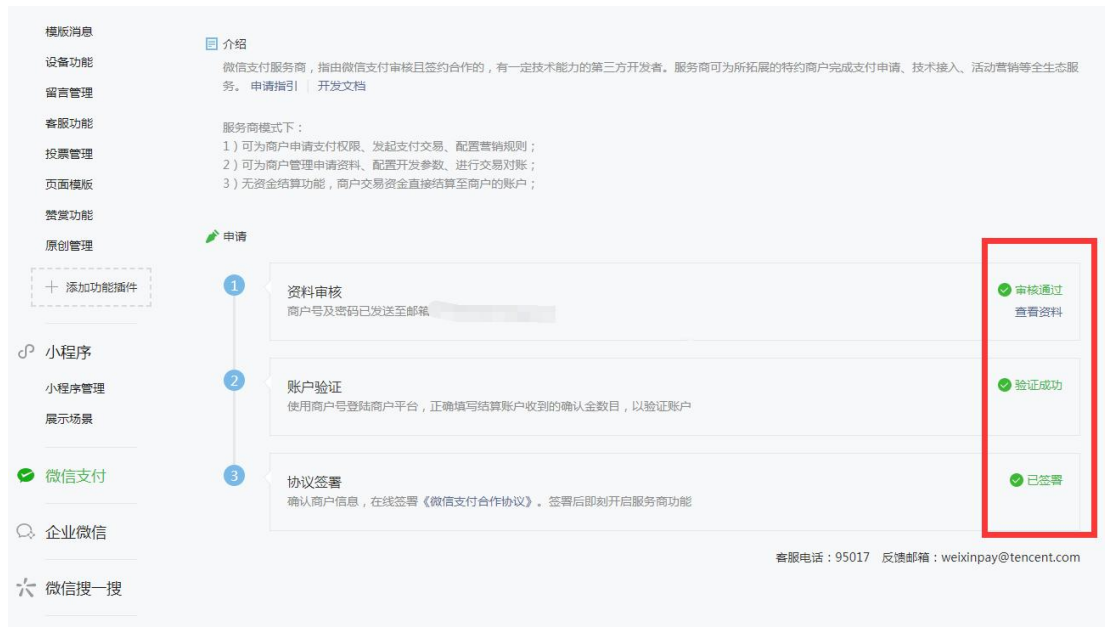 模版消息
设备功能
留言管理
客服功能
投票管理
页面模版
赞赏功能
原创管理
添加功能插件
小程序
小程序管理
展示场景
微信支付
企业微信
微信搜一搜
介绍
微信支付服务商，指由微信支付审核且签约合作的，有一定技术能力的第三方开发者。服务商可为所拓展的特约商户完成支付申请、技术接入、活动营销等全生态服
务。 申请指引 | 开发文档
服务商模式下：
1）可为商户申请支付权限、发起支付交易、配置营销规则；
2）可为商户管理申请资料、配置开发参数、进行交易对账；
3）无资金结算功能，商户交易资金直接结算至商户的账户；
申请
1
资料审核
商户号及密码已发送至邮箱
审核通过
查看资料
2
账户验证
使用商户号登陆商户平台，正确填写结算账户收到的确认金数目，以验证账户
验证成功
3
协议签署
确认商户信息，在线签署《微信支付合作协议》。签署后即刻开启服务商功能
已签署
客服电话：95017 反馈邮箱：weixinpay@tencent.com